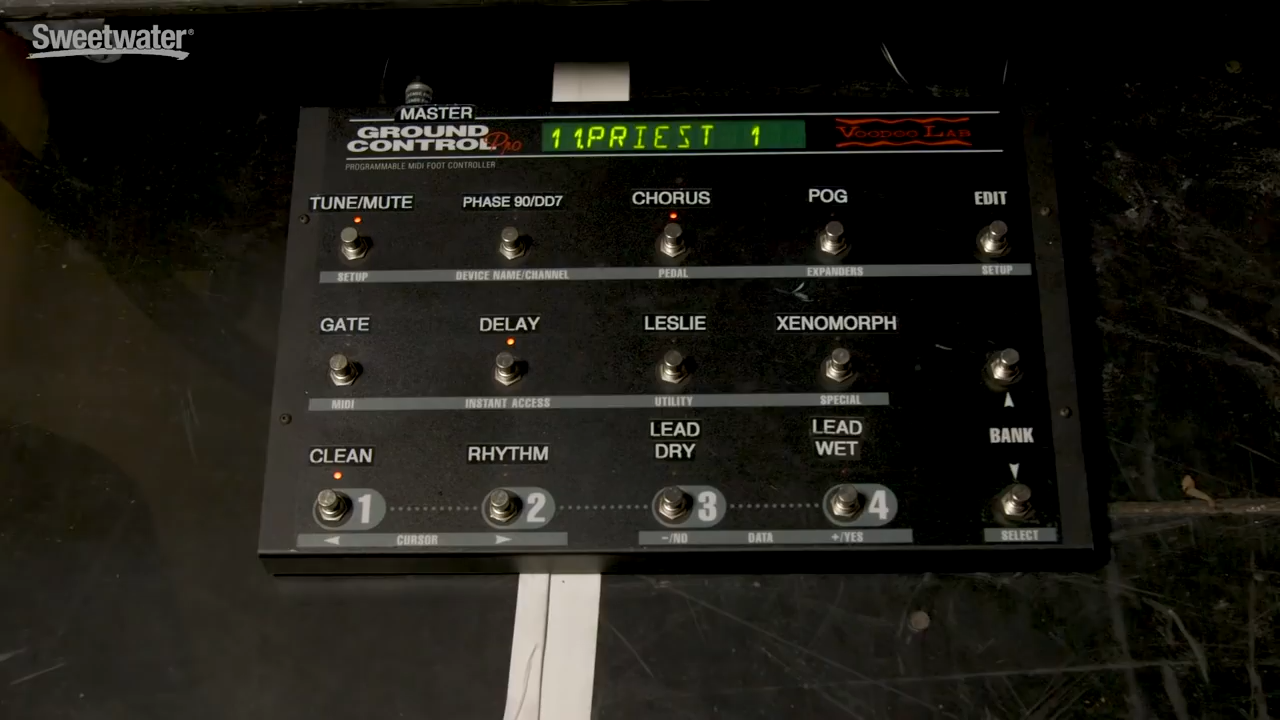 Sweetwater®
MASTER
GROUND CONTROL Pro
PROGRAMMABLE MIDI FOOT CONTROLLER
1 1.PRIEST 1
VOODOO LAB
TUNE/MUTE PHASE 90/DD7 CHORUS POG EDIT
SETUP DEVICE NAME/CHANNEL PEDAL EXPANDERS SETUP
GATE DELAY LESLIE XENOMORPH
MIDI INSTANT ACCESS UTILITY SPECIAL
BANK
CLEAN RHYTHM LEAD DRY LEAD WET
1 2 3 4
CURSOR -/NO DATA +/YES SELECT